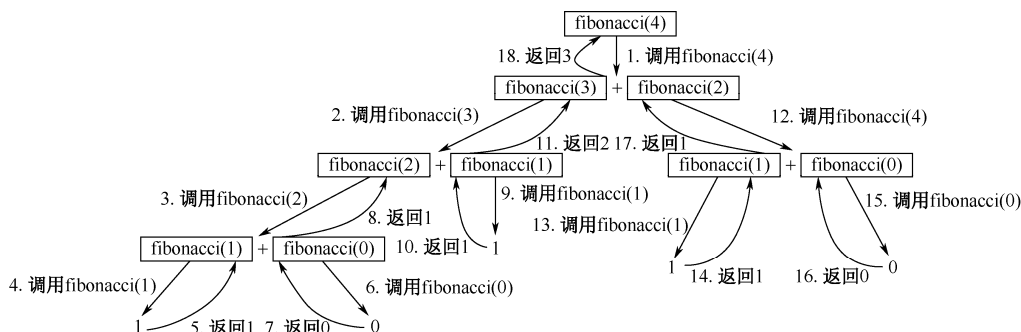 fibonacci(4)
18. 返回3
1. 调用fibonacci(4)
fibonacci(3) + fibonacci(2)
2. 调用fibonacci(3)
12. 调用fibonacci(4)
11. 返回2
17. 返回1
fibonacci(2) + fibonacci(1)
fibonacci(1) + fibonacci(0)
3. 调用fibonacci(2)
8. 返回1
9. 调用fibonacci(1)
13. 调用fibonacci(1)
15. 调用fibonacci(0)
fibonacci(1) + fibonacci(0)
10. 返回1
1
1
14. 返回1
16. 返回0
0
4. 调用fibonacci(1)
6. 调用fibonacci(0)
1
5. 返回1
7. 返回0
0